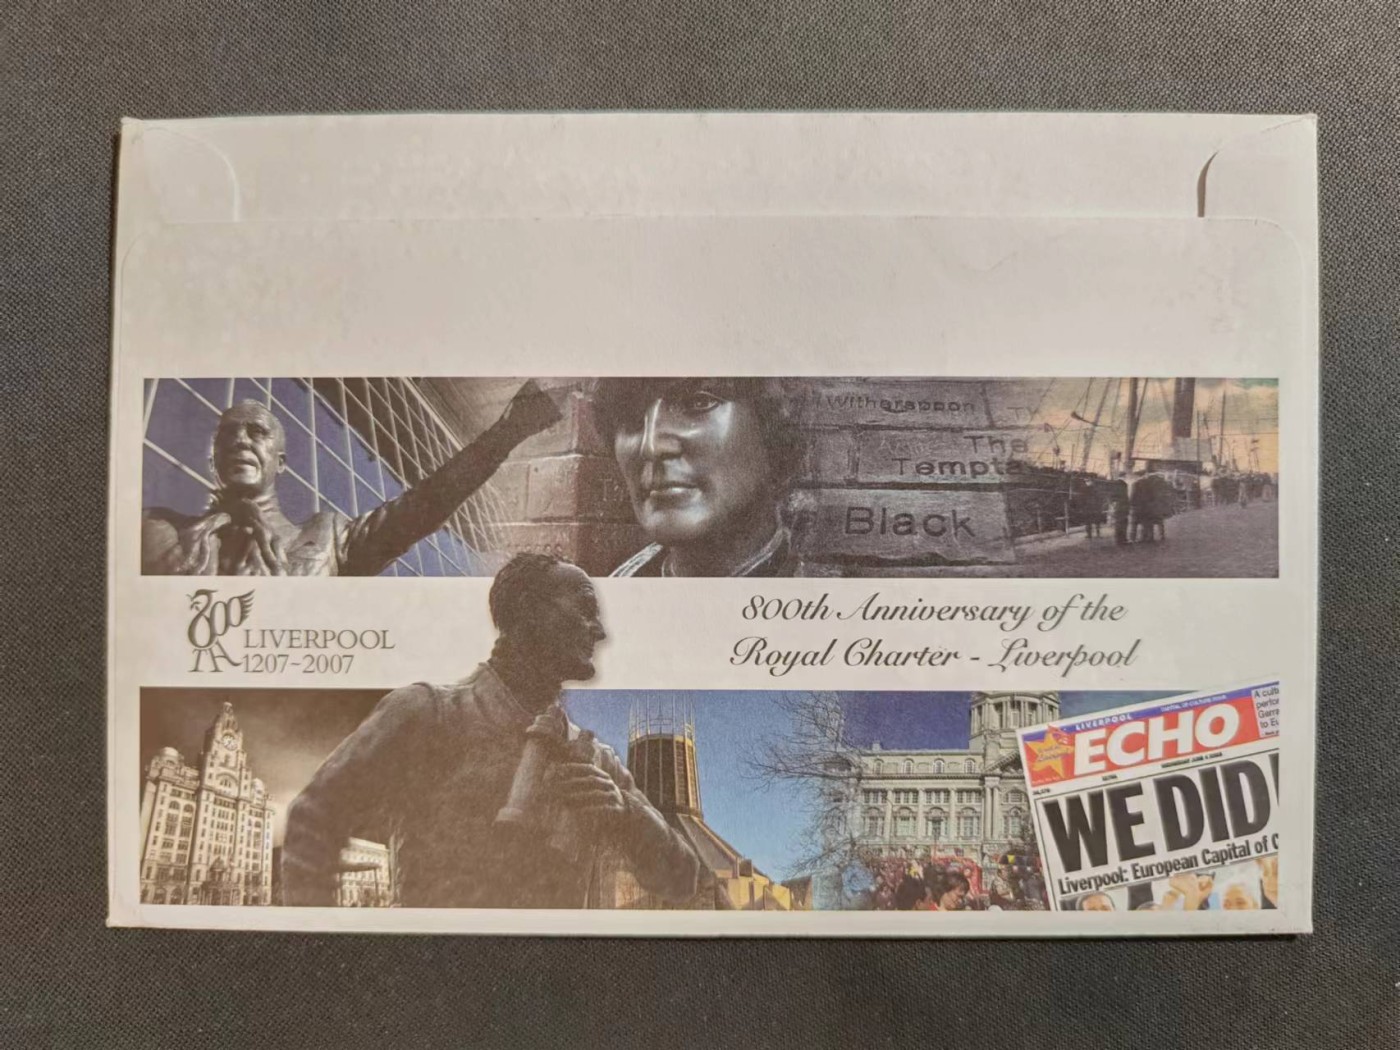 Witherspoon
The
Tempta
Black
800th Anniversary of the
Royal Charter - Liverpool
800
LIVERPOOL
1207-2007
LIVERPOOL
ECHO
A cult
WE DID
Liverpool: European Capital of C